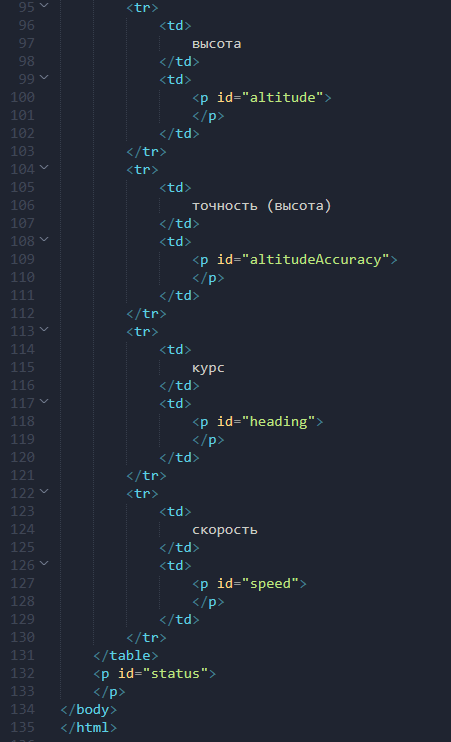 95 <tr>
96 <td>
97 высота
98 </td>
99 <td>
100 <p id="altitude">
101 </p>
102 </td>
103 </tr>
104 <tr>
105 <td>
106 точность (высота)
107 </td>
108 <td>
109 <p id="altitudeAccuracy">
110 </p>
111 </td>
112 </tr>
113 <tr>
114 <td>
115 курс
116 </td>
117 <td>
118 <p id="heading">
119 </p>
120 </td>
121 </tr>
122 <tr>
123 <td>
124 скорость
125 </td>
126 <td>
127 <p id="speed">
128 </p>
129 </td>
130 </tr>
131 </table>
132 <p id="status">
133 </p>
134 </body>
135 </html>